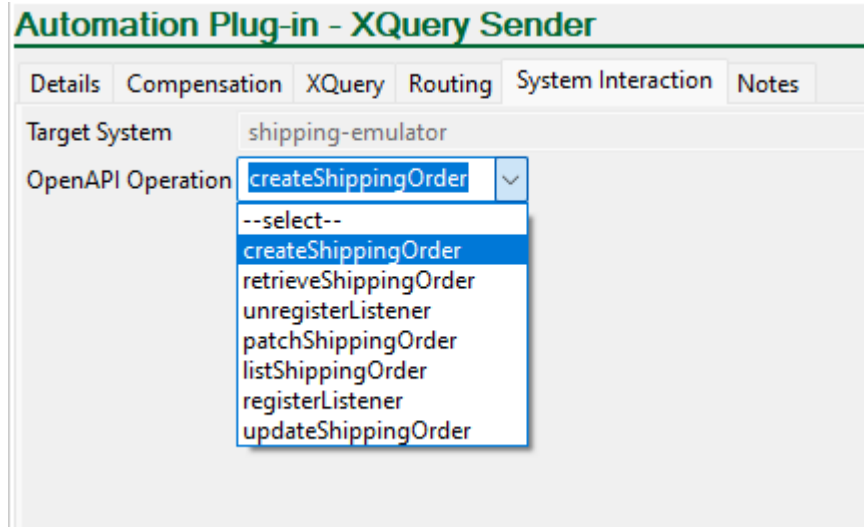 Automation Plug-in - XQuery Sender
Details Compensation XQuery Routing System Interaction Notes
Target System shipping-emulator
OpenAPI Operation createShippingOrder
--select--
createShippingOrder
retrieveShippingOrder
unregisterListener
patchShippingOrder
listShippingOrder
registerListener
updateShippingOrder